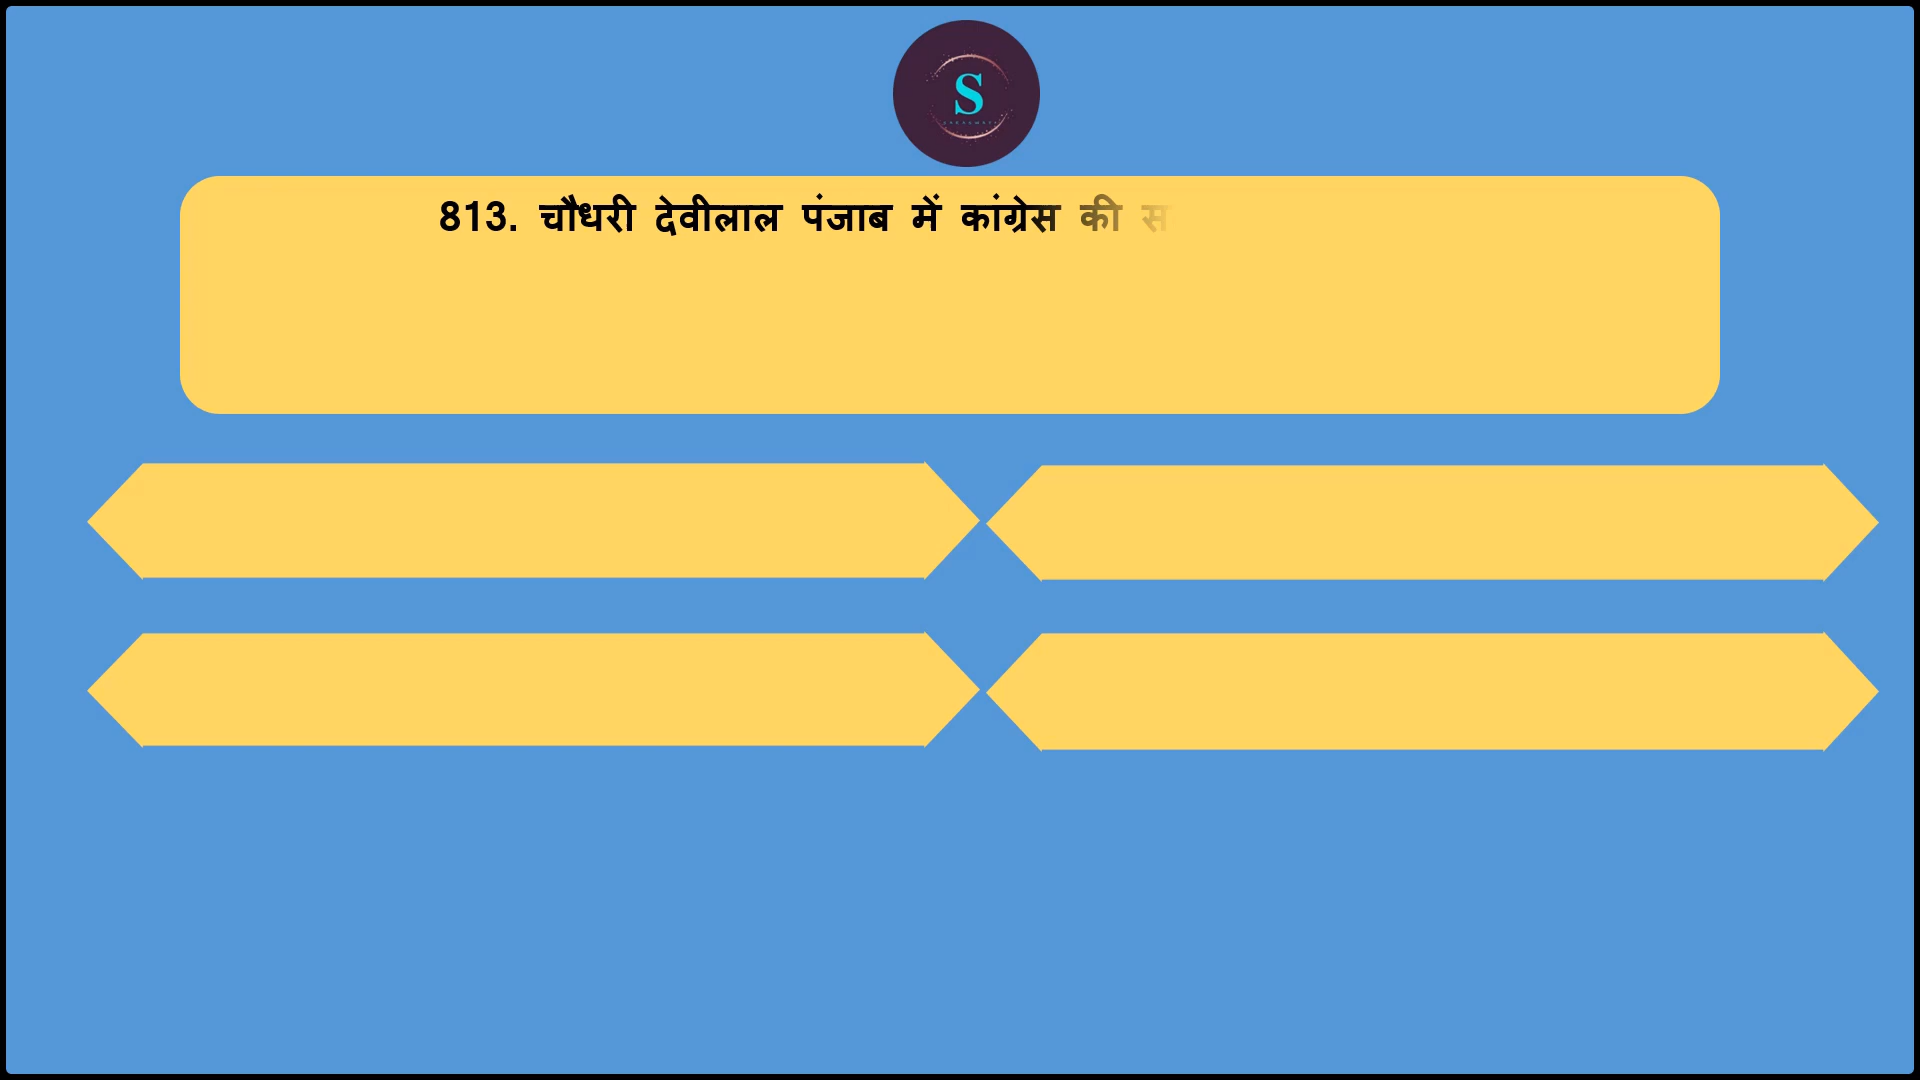 S
813. चौधरी देवीलाल पंजाब में कांग्रेस की